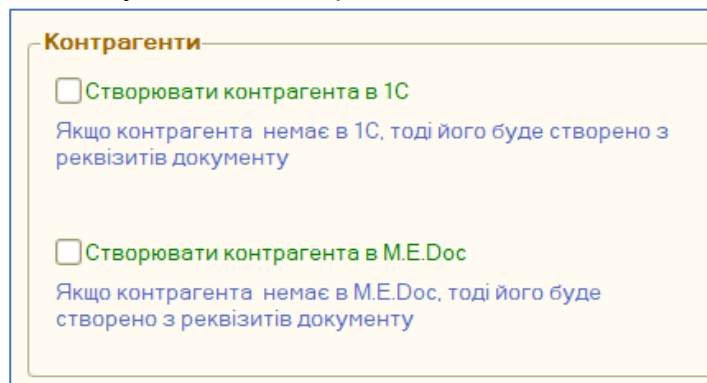 Контрагенти
Створювати контрагента в 1С
Якщо контрагента немає в 1С, тоді його буде створено з
реквізитів документу
Створювати контрагента в M.E.Doc
Якщо контрагента немає в M.E.Doc, тоді його буде
створено з реквізитів документу